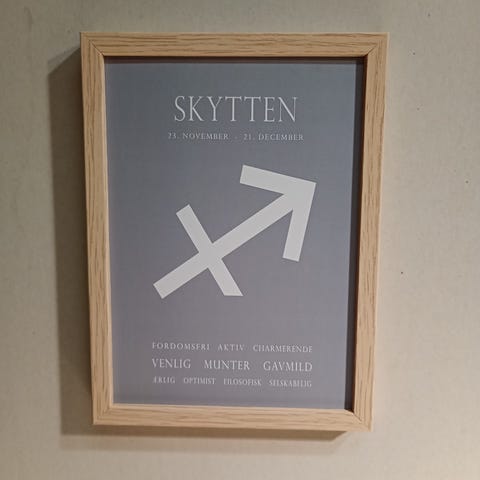 SKYTTEN
23. NOVEMBER - 21. DECEMBER
FORDOMSFRI AKTIV CHARMERENDE
VENLIG MUNTER GAVMILD
ÆRLIG OPTIMIST FILOSOFISK SELSKABELIG